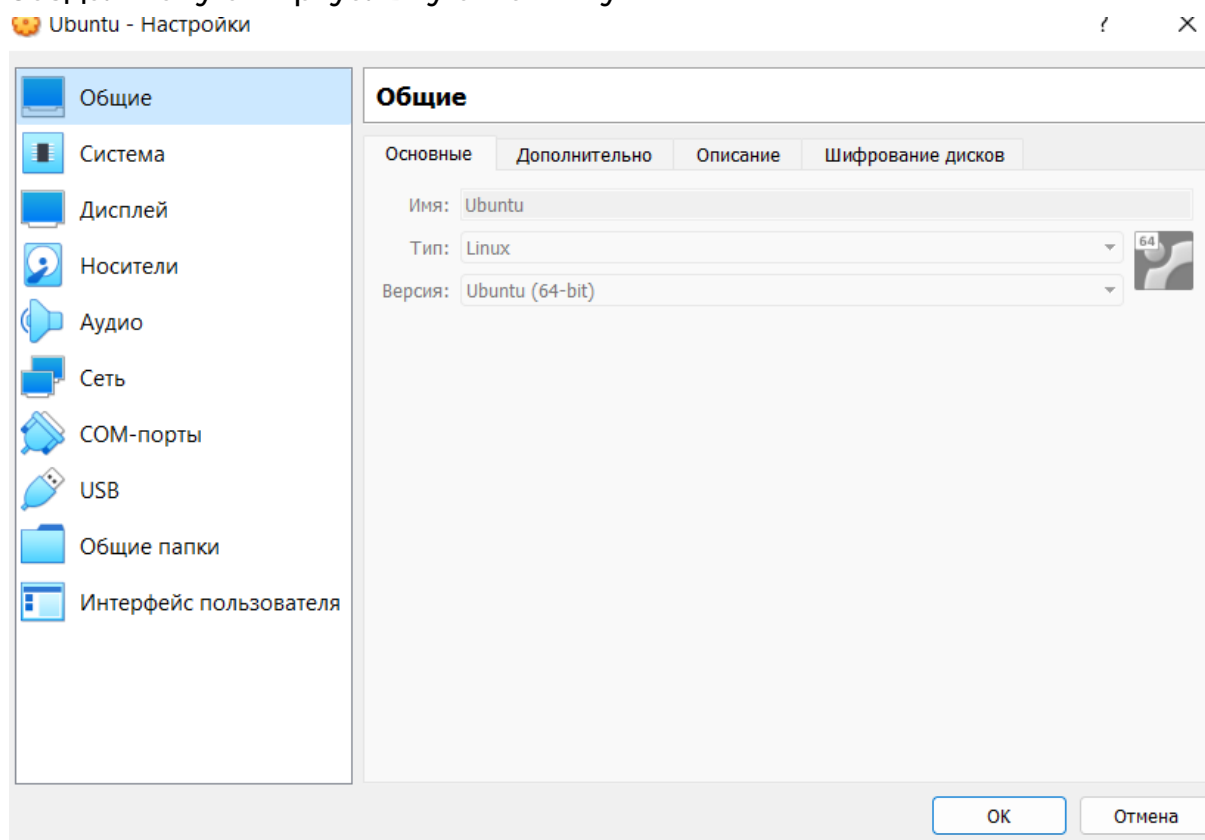 Ubuntu - Настройки
Общие
Система
Дисплей
Носители
Аудио
Сеть
COM-порты
USB
Общие папки
Интерфейс пользователя
Общие
Основные Дополнительно Описание Шифрование дисков
Имя: Ubuntu
Тип: Linux
64
Версия: Ubuntu (64-bit)
OK Отмена